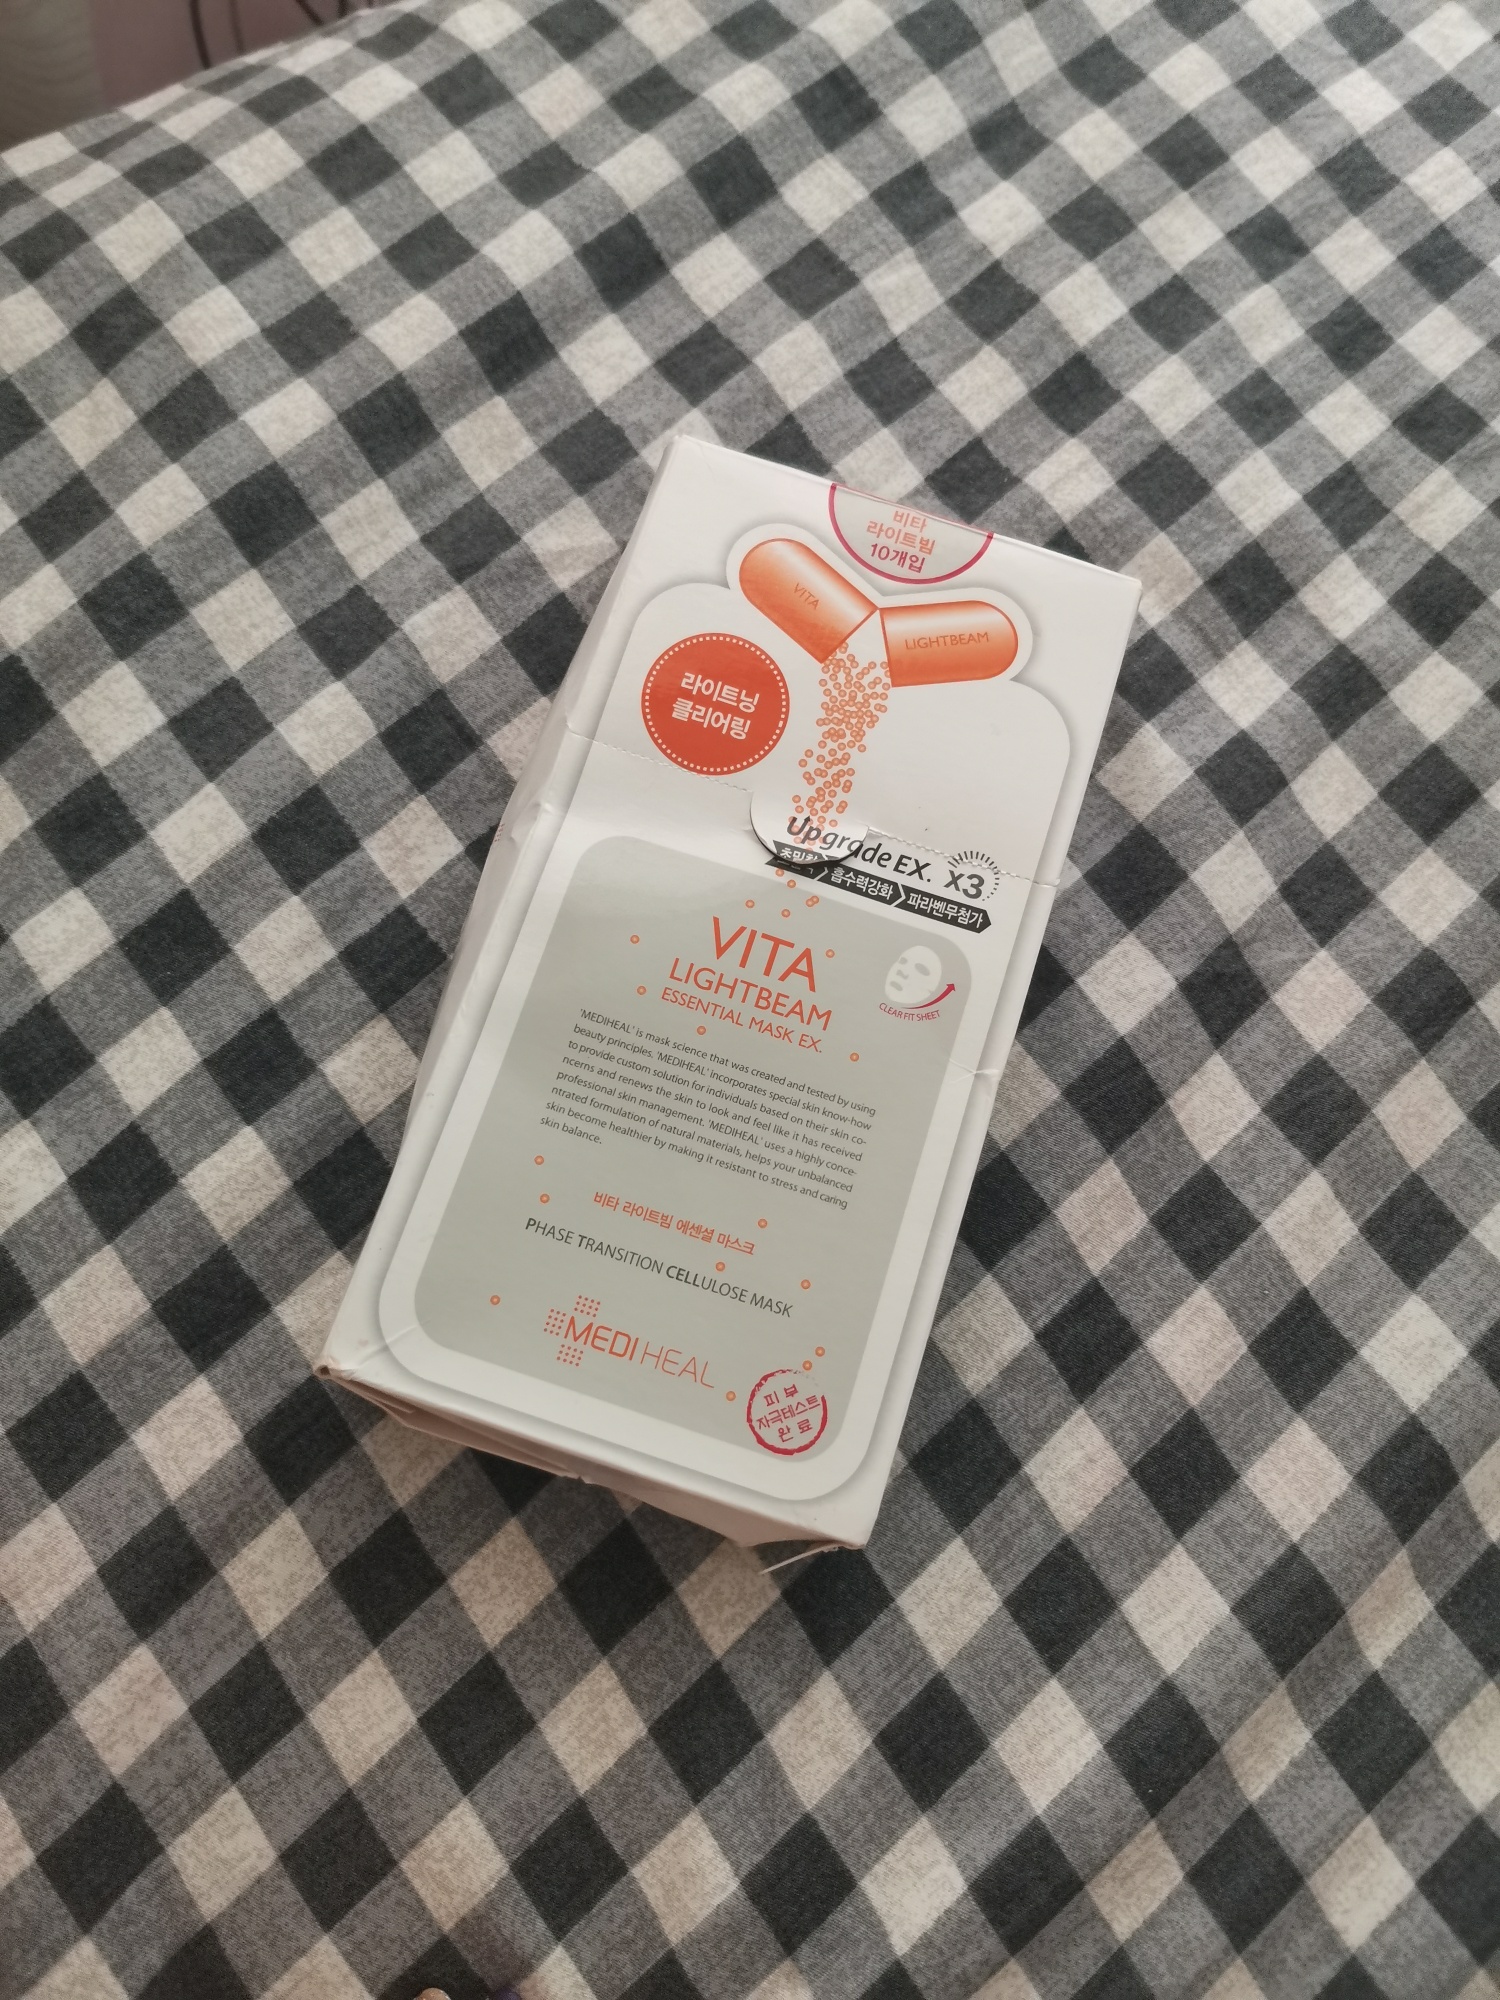 비타
라이트빔
10개입
VITA
LIGHTBEAM
라이트닝
클리어링
Upgrade EX. x3
초밀착 흡수력강화 파라벤무첨가
VITA
LIGHTBEAM
ESSENTIAL MASK EX.
CLEAR FIT SHEET
'MEDIHEAL' is mask science that was created and tested by using
beauty principles. 'MEDIHEAL' incorporates special skin know-how
to provide custom solution for individuals based on their skin co-
ncerns and renews the skin to look and feel like it has received
professional skin management. 'MEDIHEAL' uses a highly conce-
ntrated formulation of natural materials, helps your unbalanced
skin become healthier by making it resistant to stress and caring
skin balance.
비타 라이트빔 에센셜 마스크
PHASE TRANSITION CELLULOSE MASK
MEDIHEAL
피부
자극테스트
완료